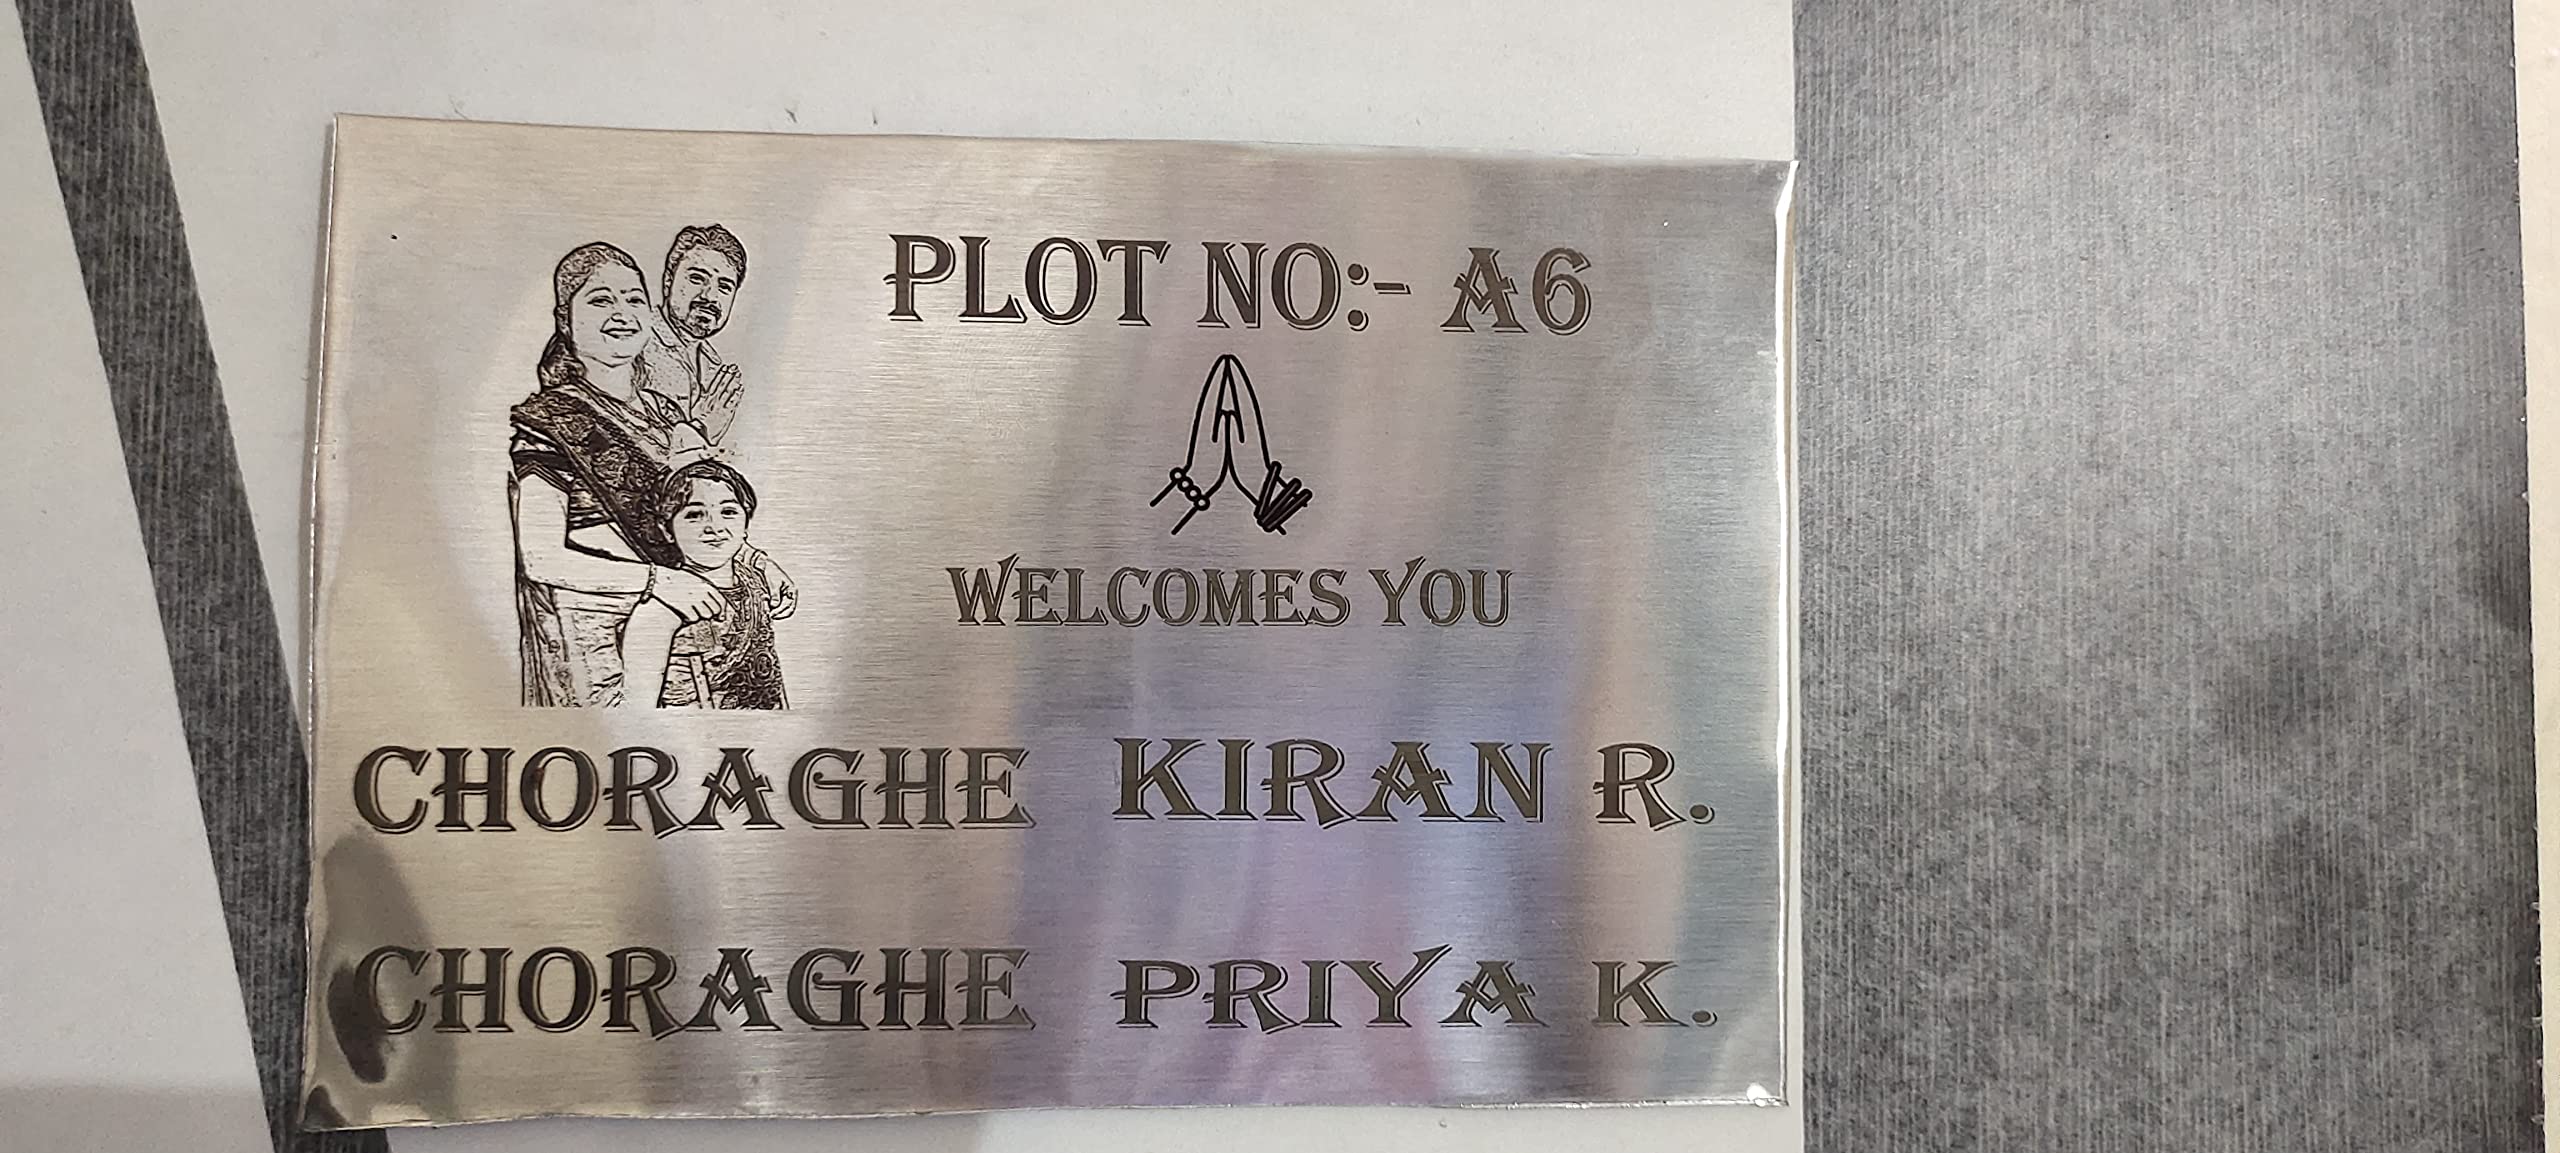 PLOT NO:- A6
WELCOMES YOU
CHORAGHE KIRAN R.
CHORAGHE PRIYA K.